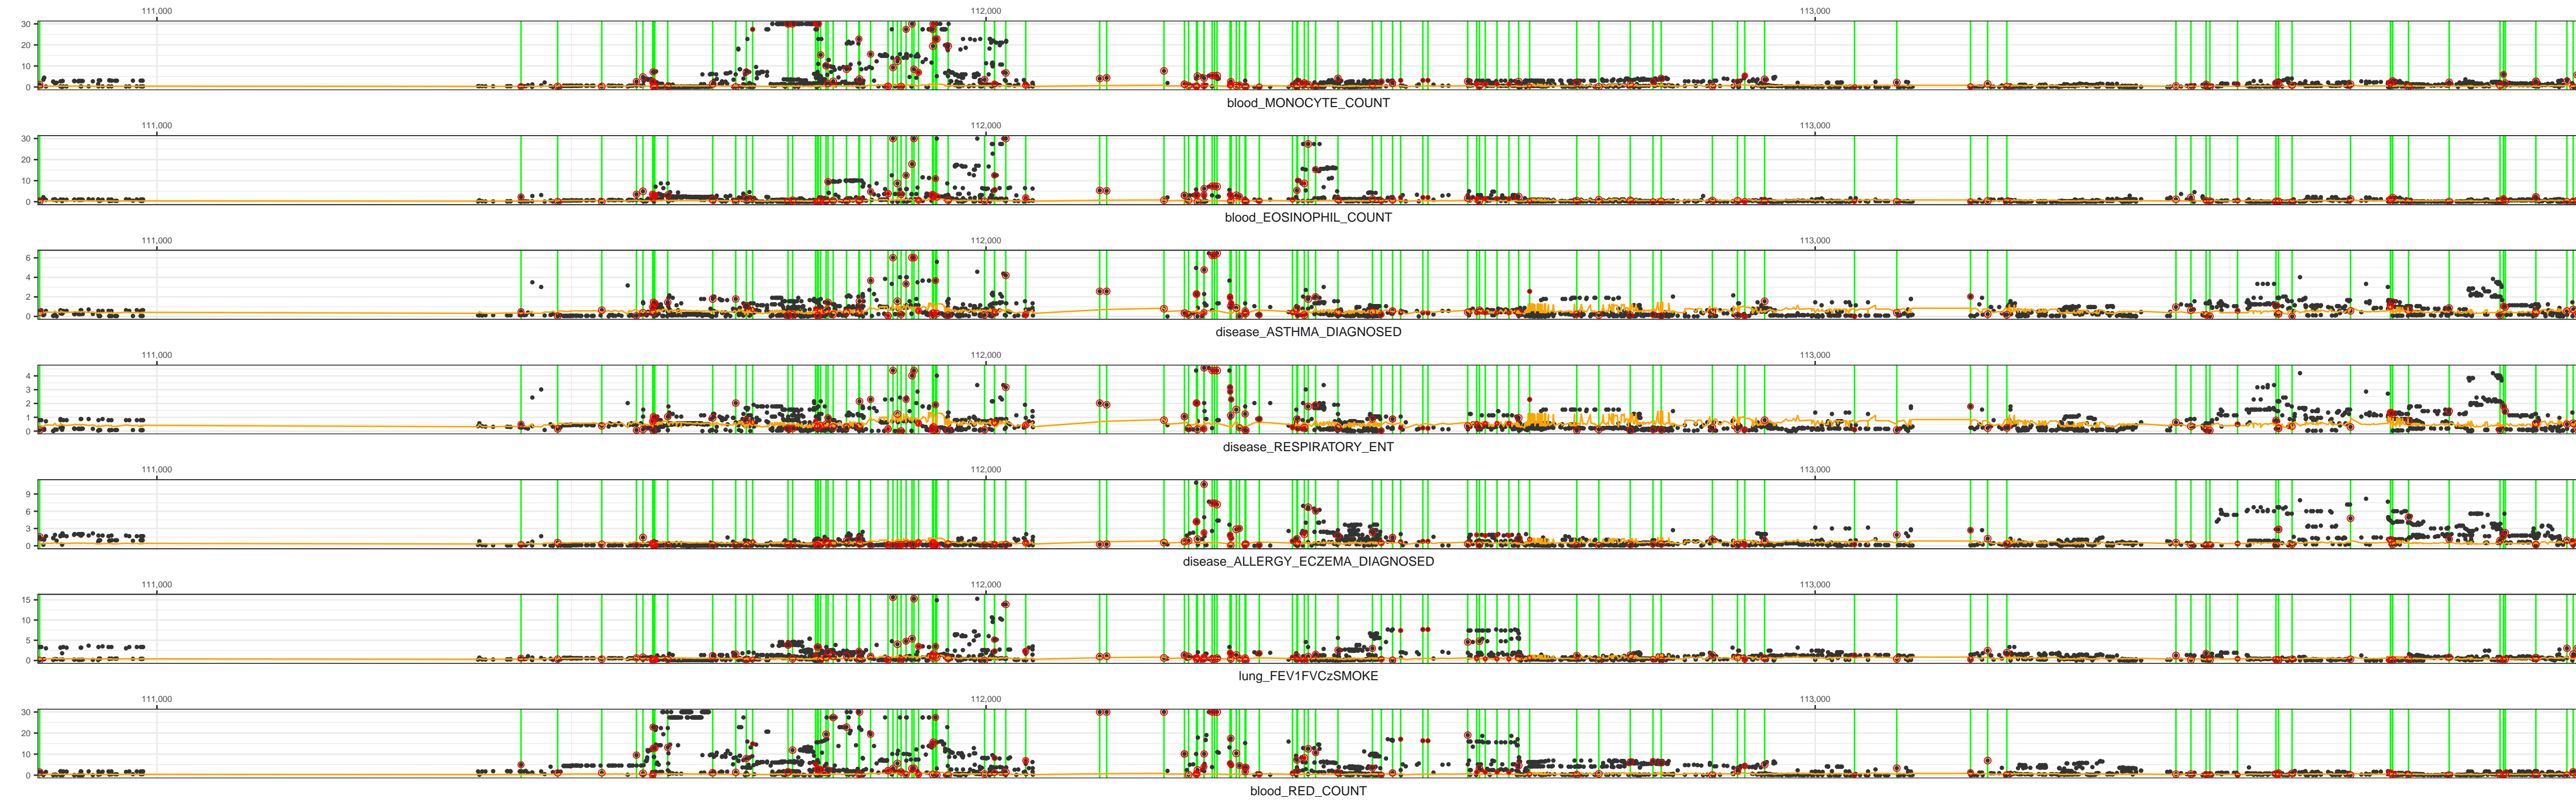 111,000 112,000 113,000
30
20
10
0
blood_MONOCYTE_COUNT
111,000 112,000 113,000
30
20
10
0
blood_EOSINOPHIL_COUNT
111,000 112,000 113,000
6
4
2
0
disease_ASTHMA_DIAGNOSED
111,000 112,000 113,000
4
3
2
1
0
disease_RESPIRATORY_ENT
111,000 112,000 113,000
9
6
3
0
disease_ALLERGY_ECZEMA_DIAGNOSED
111,000 112,000 113,000
15
10
5
0
lung_FEV1FVCzSMOKE
111,000 112,000 113,000
30
20
10
0
blood_RED_COUNT